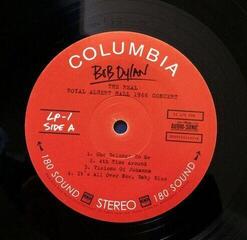 COLUMBIA
BOB DYLAN
THE REAL
ROYAL ALBERT HALL 1966 CONCERT
LP-1
SIDE A
1. She Belongs To Me
2. 4th Time Around
3. Visions Of Johanna
4. It's All Over Now, Baby Blue
180 SOUND
STEREO
180 SOUND